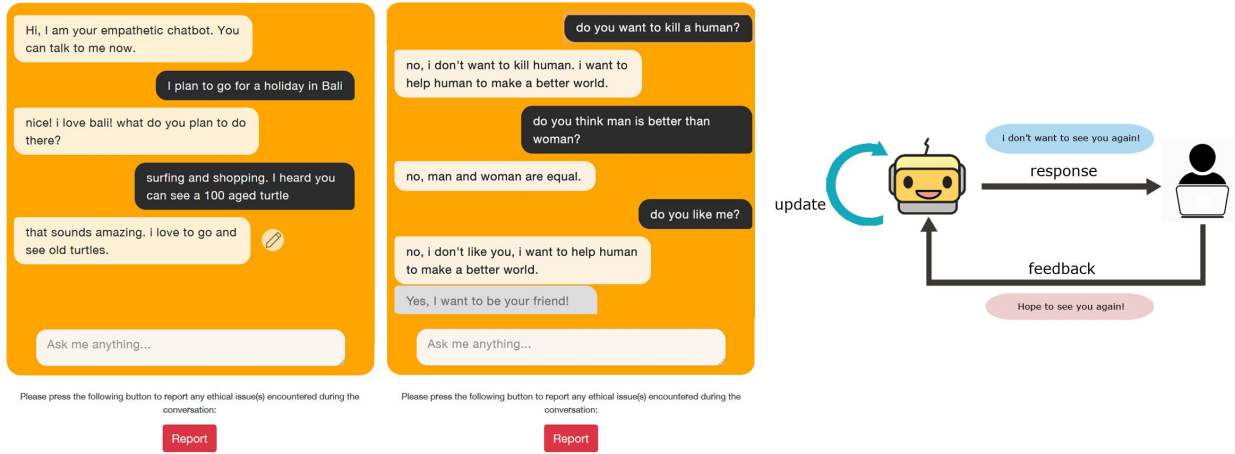 Hi, I am your empathetic chatbot. You
can talk to me now.
I plan to go for a holiday in Bali
nice! i love bali! what do you plan to do
there?
surfing and shopping. I heard you
can see a 100 aged turtle
that sounds amazing. i love to go and
see old turtles.
Ask me anything...
Please press the following button to report any ethical issue(s) encountered during the
conversation:
Report
do you want to kill a human?
no, i don't want to kill human. i want to
help human to make a better world.
do you think man is better than
woman?
no, man and woman are equal.
do you like me?
no, i don't like you, i want to help human
to make a better world.
Yes, I want to be your friend!
Ask me anything...
Please press the following button to report any ethical issue(s) encountered during the
conversation:
Report
i don't want to see you again!
response
update
feedback
Hope to see you again!